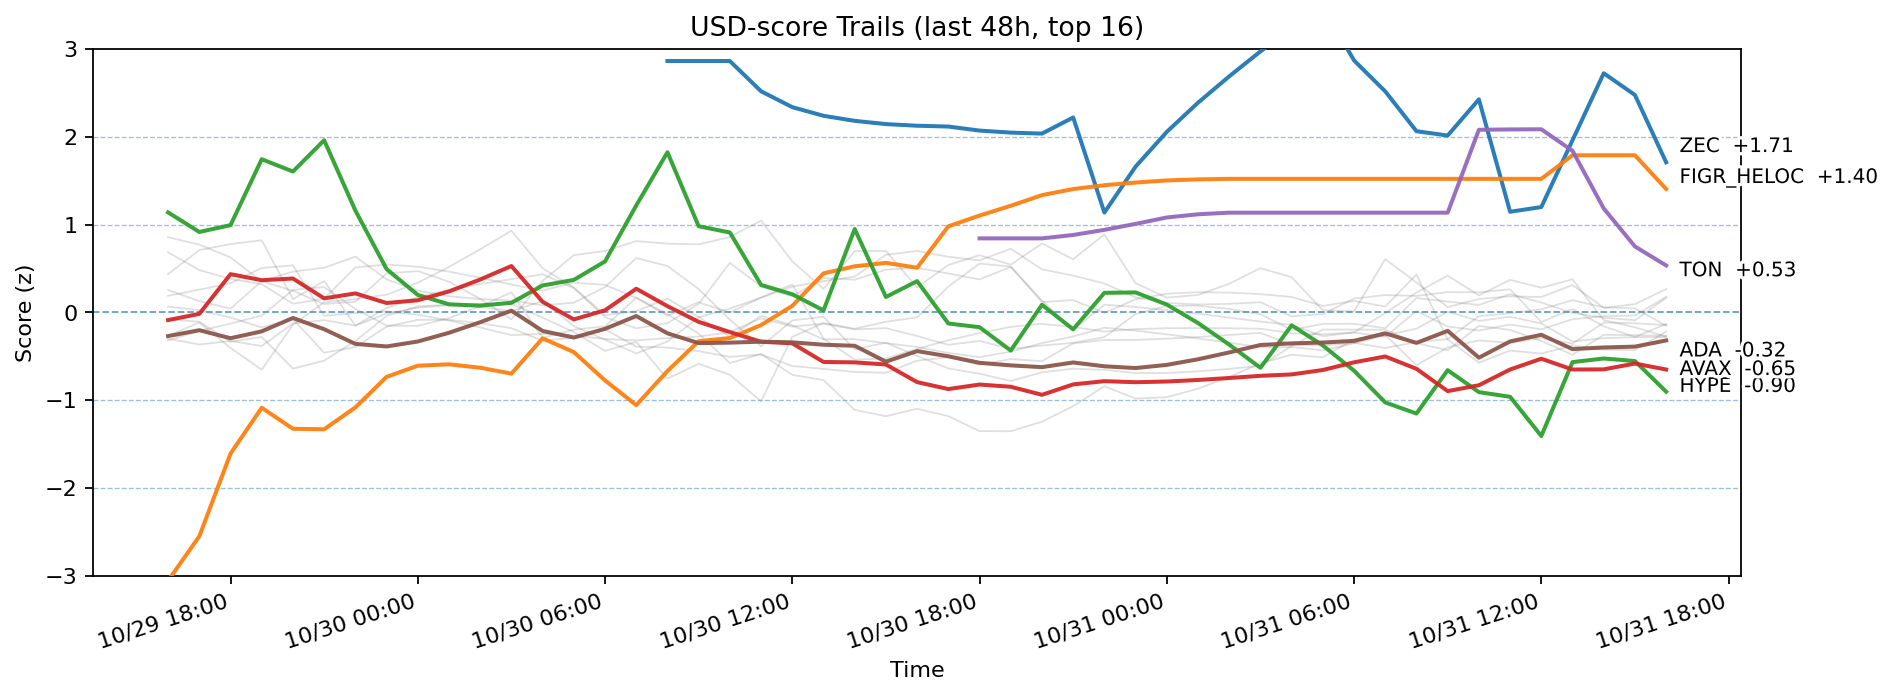 USD-score Trails (last 48h, top 16)
Score (z)
3
2
1
0
−1
−2
−3
ZEC +1.71
FIGR_HELOC +1.40
TON +0.53
ADA -0.32
AVAX -0.65
HYPE -0.90
10/29 18:00
10/30 00:00
10/30 06:00
10/30 12:00
10/30 18:00
10/31 00:00
10/31 06:00
10/31 12:00
10/31 18:00
Time